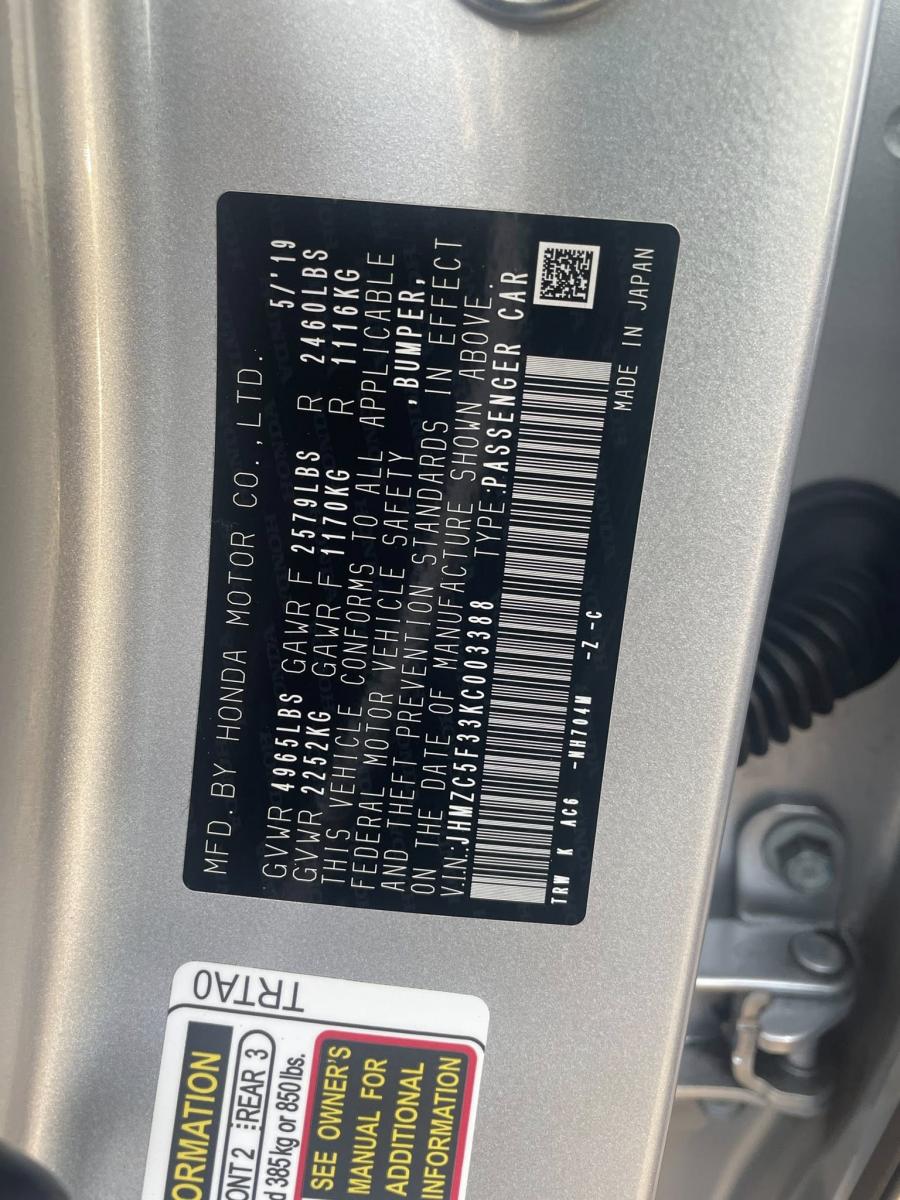 MFD.BY HONDA MOTOR CO.,LTD.
5/'19
GVWR 4965LBS GAWR F 2579LBS R 2460LBS
GVWR 2252KG GAWR F 1170KG R 1116KG
THIS VEHICLE CONFORMS TO ALL APPLICABLE
FEDERAL MOTOR VEHICLE SAFETY ,BUMPER,
AND THEFT PREVENTION STANDARDS IN EFFECT
ON THE DATE OF MANUFACTURE SHOWN ABOVE.
V.I.N.:JHMZC5F33KC003388 TYPE:PASSENGER CAR
TRW K AC6 -NH704M -Z -C MADE IN JAPAN
TRTA0
ORMATION
ONT 2 REAR 3
d 385kg or 850lbs.
SEE OWNER'S
MANUAL FOR
ADDITIONAL
INFORMATION